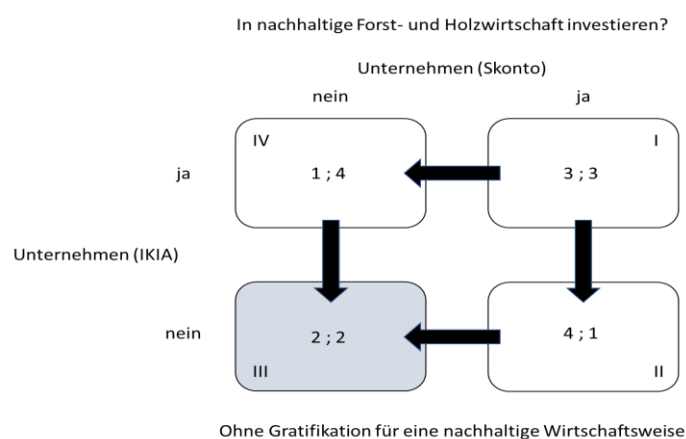 In nachhaltige Forst- und Holzwirtschaft investieren?
Unternehmen (Skonto)
nein ja
IV I
ja 1 ; 4 3 ; 3
Unternehmen (IKIA)
nein 2 ; 2 4 ; 1
III II
Ohne Gratifikation für eine nachhaltige Wirtschaftsweise